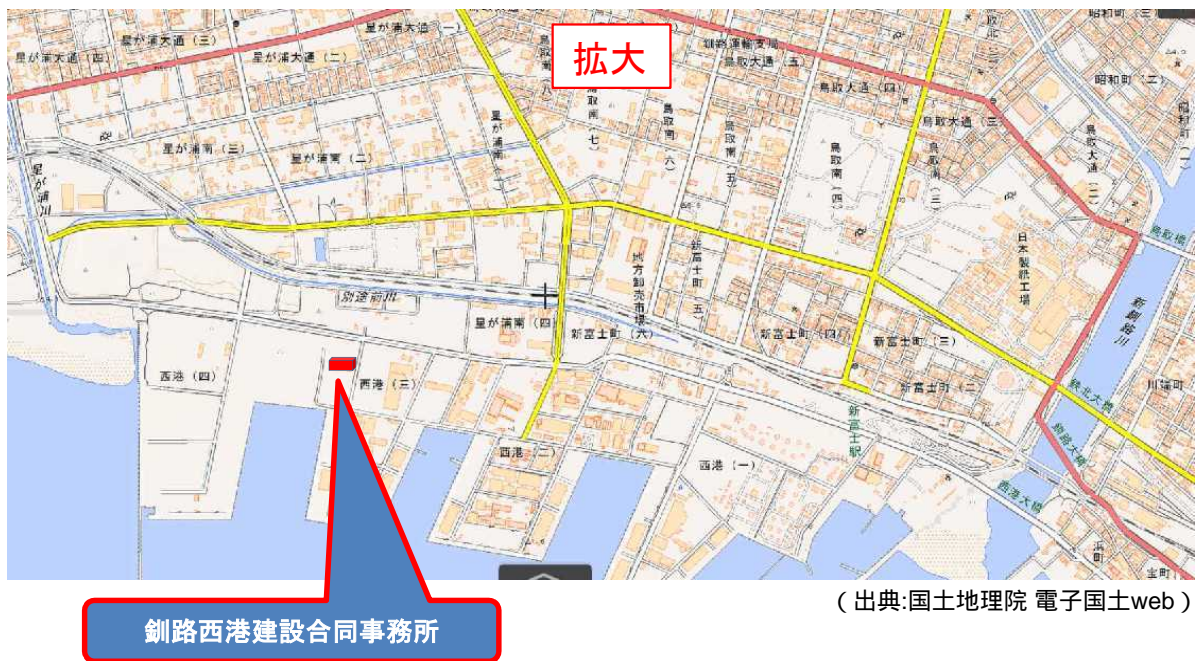 拡大
星が浦大通（四）
星が浦大通（三）
星が浦大通（二）
星が浦大通（一）
釧路運輸支局
鳥取大通（五）
鳥取大通（四）
鳥取大通（三）
昭和町（二）
鳥取大通（二）
星が浦南（三）
星が浦南（二）
鳥取南（五）
鳥取南（四）
鳥取南（三）
星が浦川
鳥取橋
日本製紙工場
新釧路川
地方卸売市場
新富士町（五）
別途前川
星が浦南（四）
新富士町（六）
新富士町（四）
新富士町（三）
新富士町（二）
西港（四）
西港（三）
鉄北大橋
川端町
新富士駅
釧路大橋
西港（二）
西港（一）
西港大橋
浜町
宝町
（出典:国土地理院 電子国土web）
釧路西港建設合同事務所